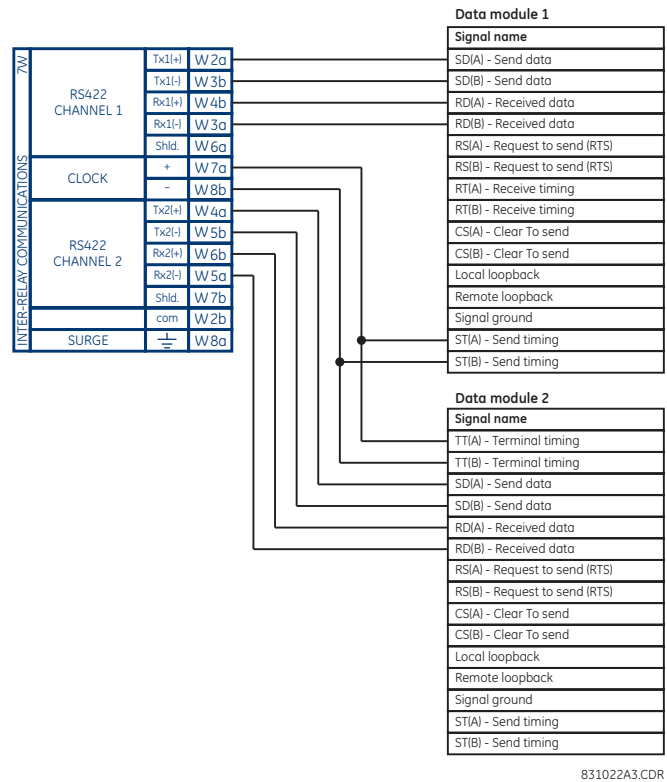 Data module 1
Signal name
7W
INTER-RELAY COMMUNICATIONS
RS422
CHANNEL 1
Tx1(+) W2a
Tx1(-) W3b
Rx1(+) W4b
Rx1(-) W3a
Shld. W6a
CLOCK
+ W7a
– W8b
RS422
CHANNEL 2
Tx2(+) W4a
Tx2(-) W5b
Rx2(+) W6b
Rx2(-) W5a
Shld. W7b
com W2b
SURGE W8a
SD(A) - Send data
SD(B) - Send data
RD(A) - Received data
RD(B) - Received data
RS(A) - Request to send (RTS)
RS(B) - Request to send (RTS)
RT(A) - Receive timing
RT(B) - Receive timing
CS(A) - Clear To send
CS(B) - Clear To send
Local loopback
Remote loopback
Signal ground
ST(A) - Send timing
ST(B) - Send timing
Data module 2
Signal name
TT(A) - Terminal timing
TT(B) - Terminal timing
SD(A) - Send data
SD(B) - Send data
RD(A) - Received data
RD(B) - Received data
RS(A) - Request to send (RTS)
RS(B) - Request to send (RTS)
CS(A) - Clear To send
CS(B) - Clear To send
Local loopback
Remote loopback
Signal ground
ST(A) - Send timing
ST(B) - Send timing
831022A3.CDR